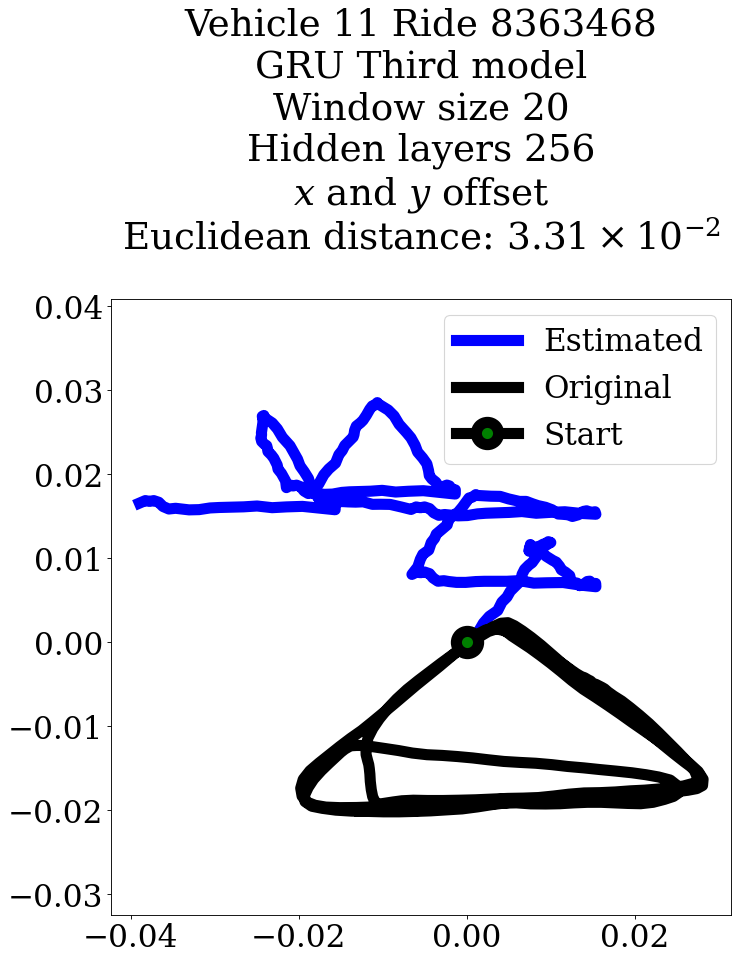 Vehicle 11 Ride 8363468
GRU Third model
Window size 20
Hidden layers 256
x and y offset
Euclidean distance: 3.31 × 10⁻²
0.04
Estimated
0.03
Original
Start
0.02
0.01
0.00
−0.01
−0.02
−0.03
−0.04 −0.02 0.00 0.02